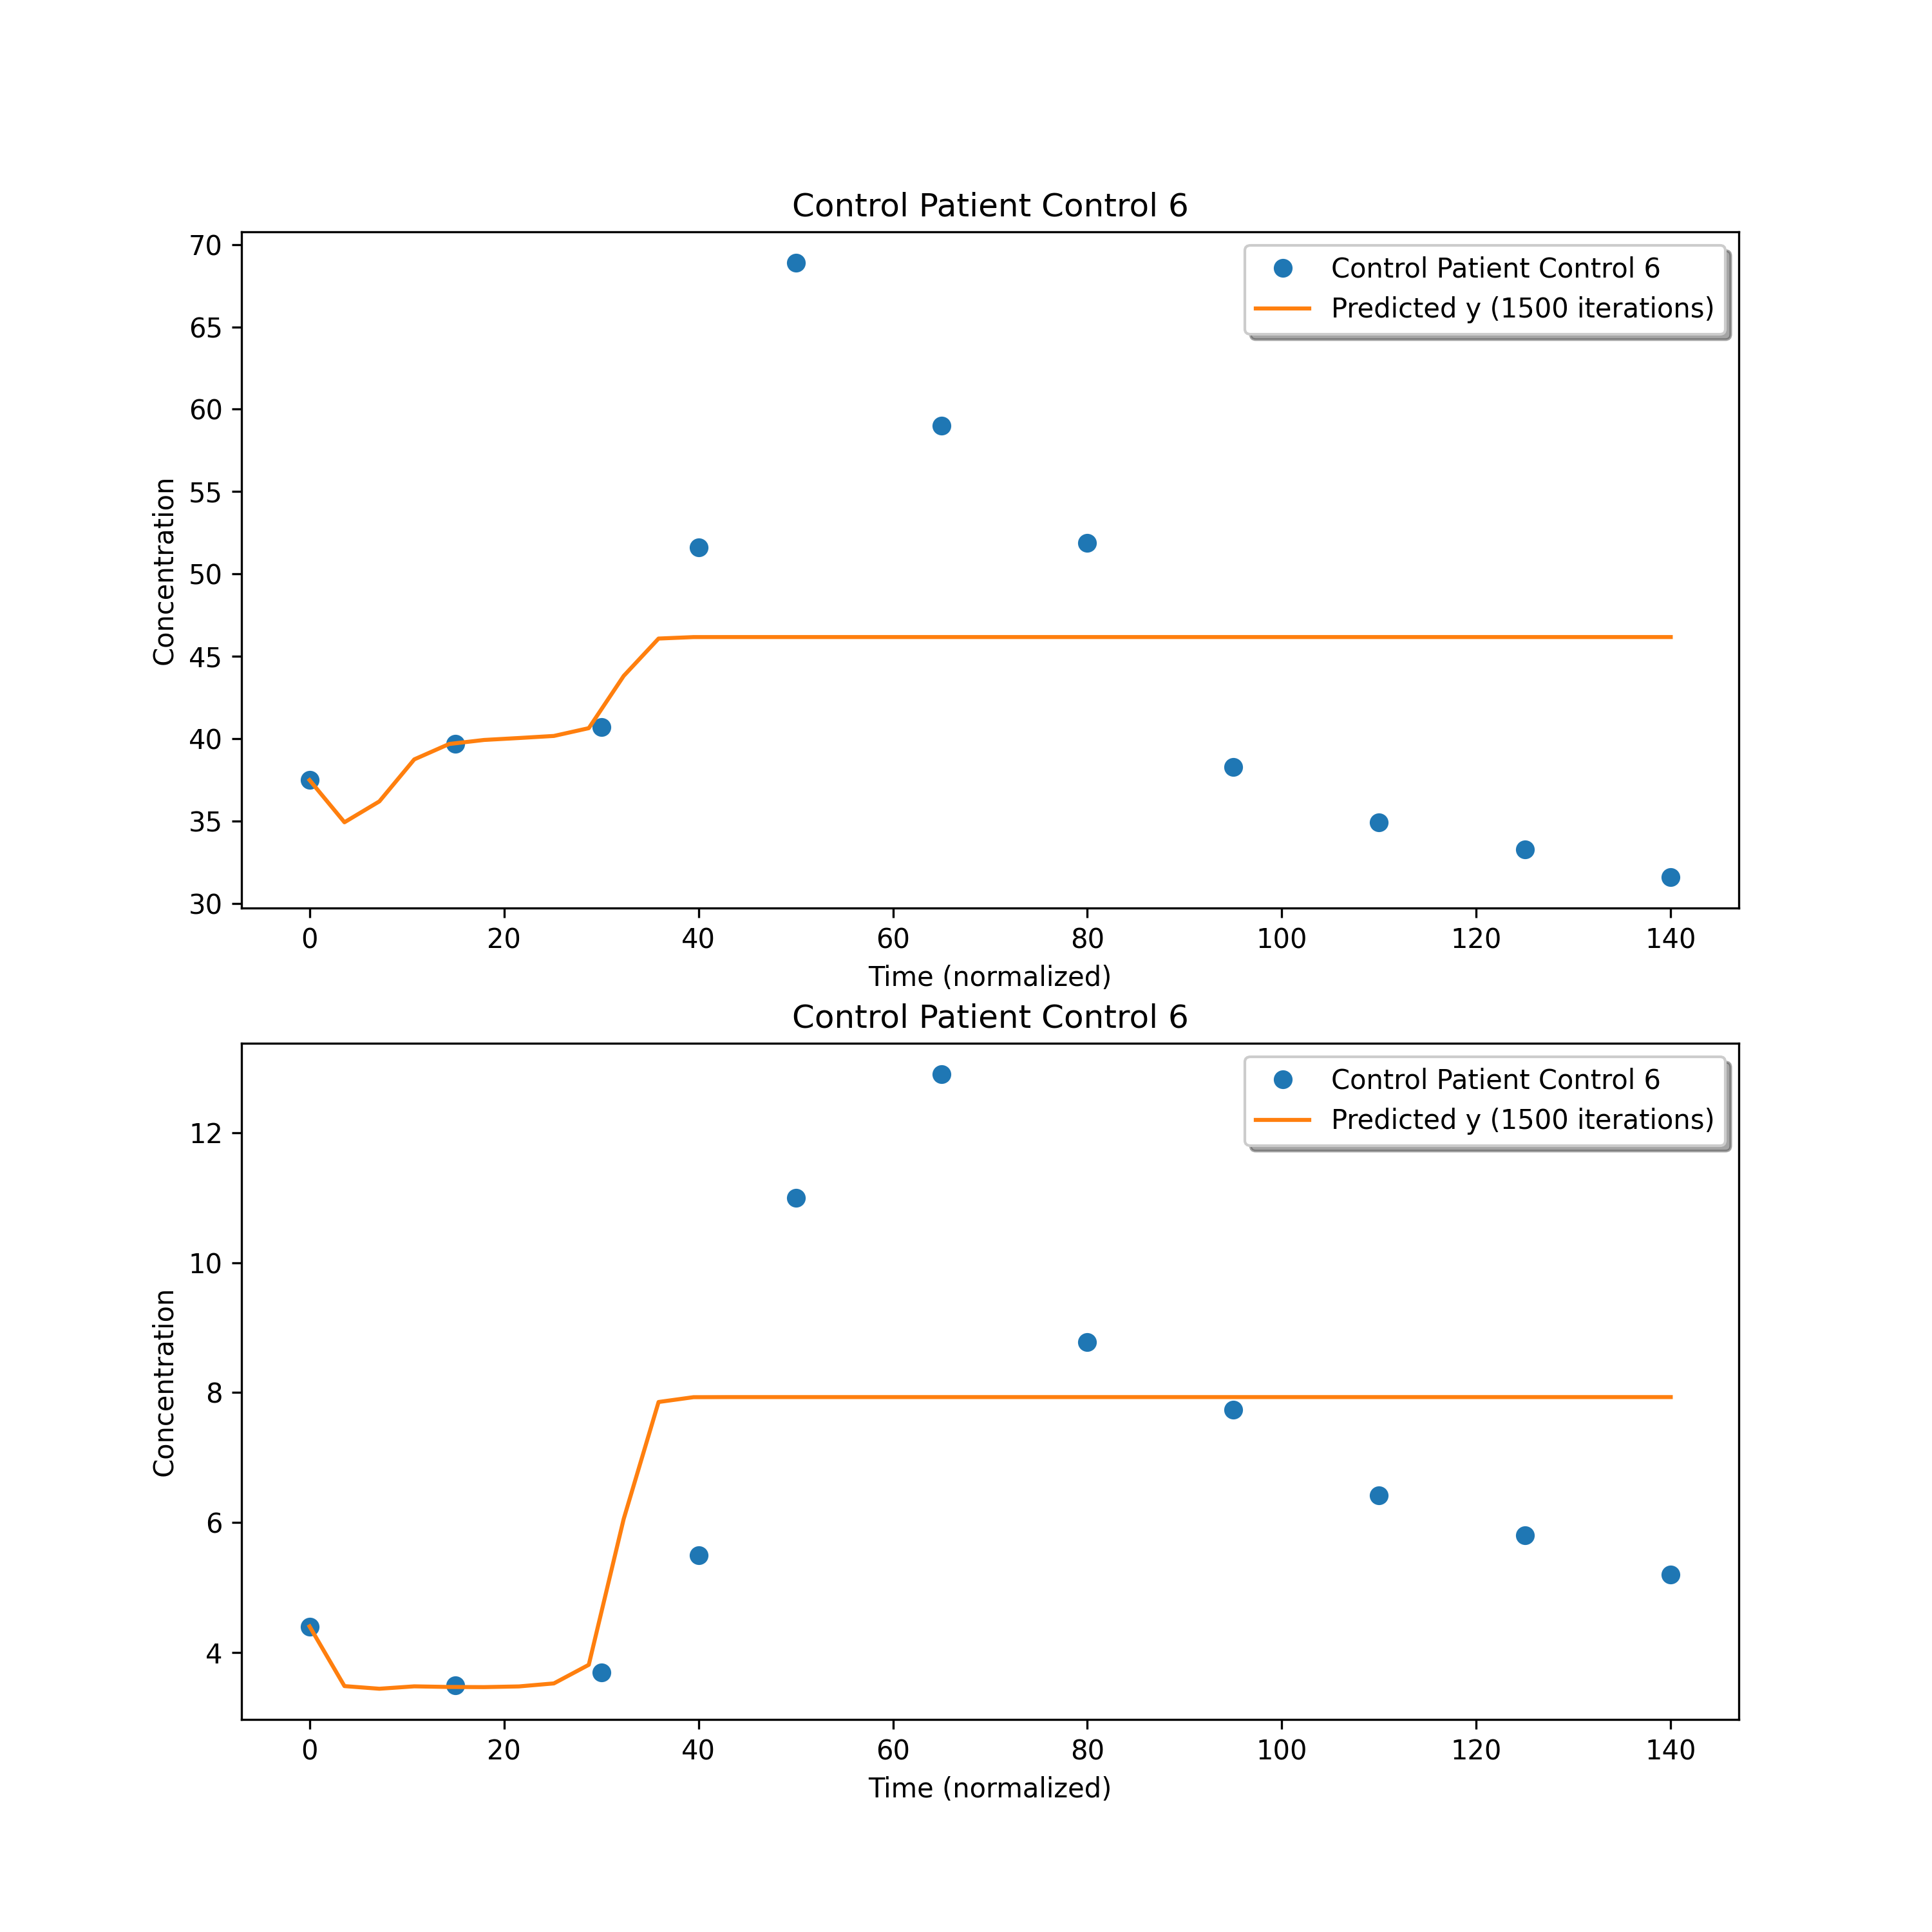 Control Patient Control 6
70
65
60
55
50
45
40
35
30
Concentration
Control Patient Control 6
Predicted y (1500 iterations)
0 20 40 60 80 100 120 140
Time (normalized)
Control Patient Control 6
12
10
8
6
4
Concentration
Control Patient Control 6
Predicted y (1500 iterations)
0 20 40 60 80 100 120 140
Time (normalized)